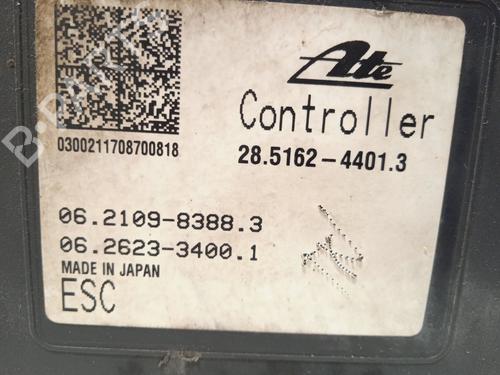 Ate
Controller
0300211708700818
28.5162-4401.3
06.2109-8388.3
06.2623-3400.1
MADE IN JAPAN
ESC
B-PARTS